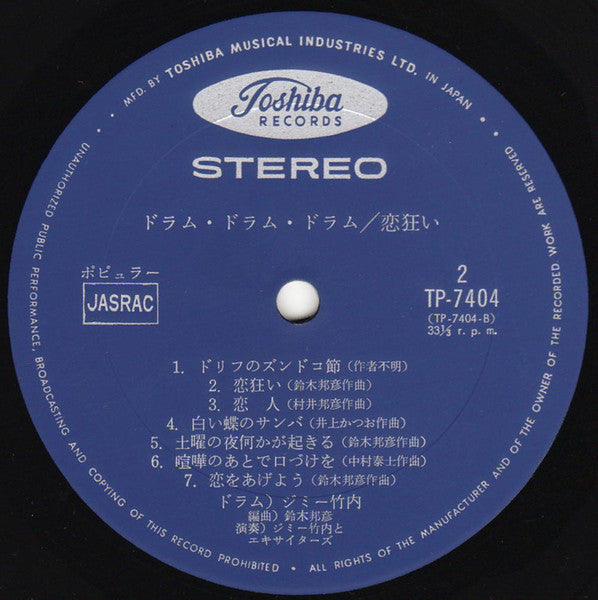 MFD. BY TOSHIBA MUSICAL INDUSTRIES LTD. IN JAPAN •
Toshiba
RECORDS
STEREO
ドラム・ドラム・ドラム／恋狂い
ポピュラー
JASRAC
2
TP-7404
(TP-7404-B)
33⅓ r. p. m.
1. ドリフのズンドコ節(作者不明)
2. 恋狂い(鈴木邦彦作曲)
3. 恋 人(村井邦彦作曲)
4. 白い蝶のサンバ(井上かつお作曲)
5. 土曜の夜何かが起きる(鈴木邦彦作曲)
6. 喧嘩のあとで口づけを(中村泰士作曲)
7. 恋をあげよう(鈴木邦彦作曲)
ドラム）ジミー竹内
編曲）鈴木邦彦
演奏）ジミー竹内と
エキサイターズ
UNAUTHORIZED PUBLIC PERFORMANCE, BROADCASTING AND COPYING OF THIS RECORD PROHIBITED • ALL RIGHTS OF THE MANUFACTURER AND OF THE OWNER OF THE RECORDED WORK ARE RESERVED